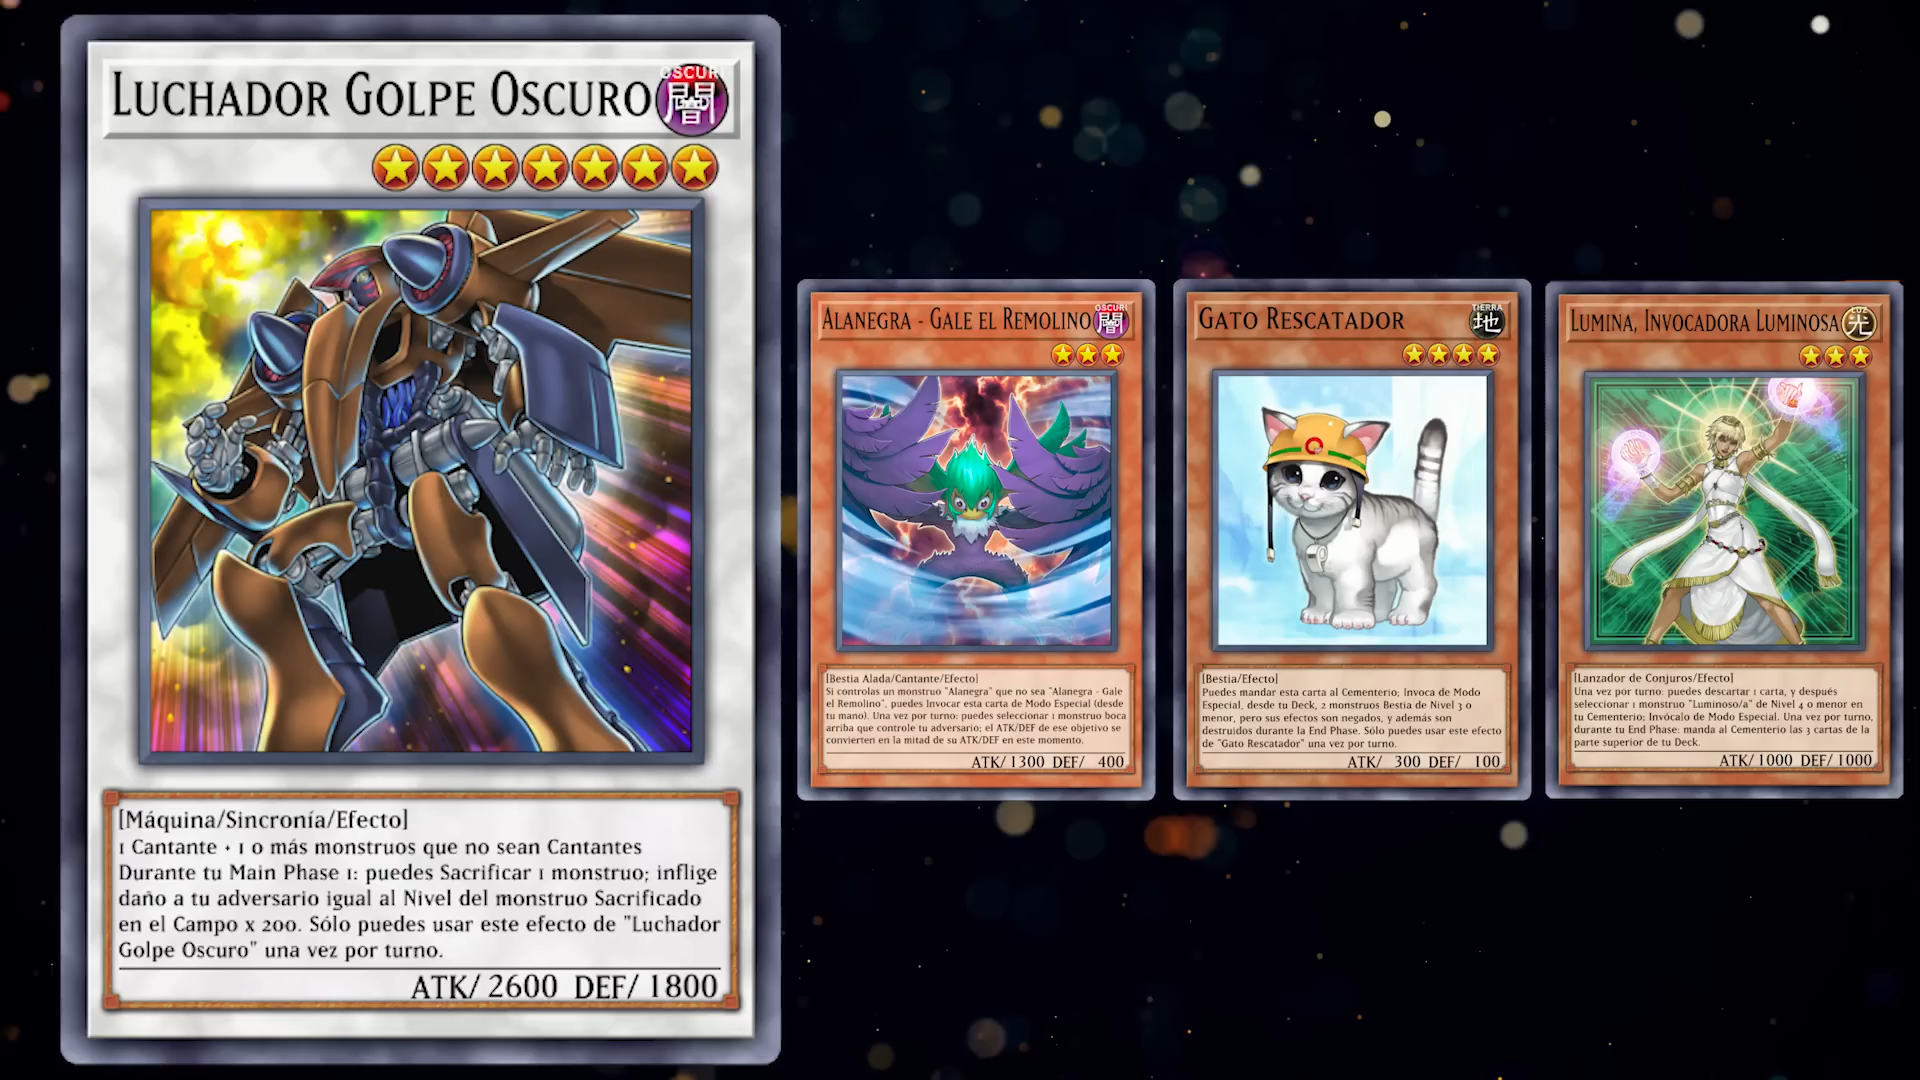 LUCHADOR GOLPE OSCURO
OSCURI
闇
[Máquina/Sincronía/Efecto]
1 Cantante + 1 o más monstruos que no sean Cantantes
Durante tu Main Phase 1: puedes Sacrificar 1 monstruo; inflige
daño a tu adversario igual al Nivel del monstruo Sacrificado
en el Campo x 200. Sólo puedes usar este efecto de "Luchador
Golpe Oscuro" una vez por turno.
ATK/ 2600 DEF/ 1800
ALANEGRA - GALE EL REMOLINO
OSCURI
闇
[Bestia Alada/Cantante/Efecto]
Si controlas un monstruo "Alanegra" que no sea "Alanegra - Gale
el Remolino", puedes Invocar esta carta de Modo Especial (desde
tu mano). Una vez por turno: puedes seleccionar 1 monstruo boca
arriba que controle tu adversario; el ATK/DEF de ese objetivo se
convierten en la mitad de su ATK/DEF en este momento.
ATK/ 1300 DEF/ 400
GATO RESCATADOR
TIERRA
地
[Bestia/Efecto]
Puedes mandar esta carta al Cementerio; Invoca de Modo
Especial, desde tu Deck, 2 monstruos Bestia de Nivel 3 o
menor, pero sus efectos son negados, y además son
destruidos durante la End Phase. Sólo puedes usar este efecto
de "Gato Rescatador" una vez por turno.
ATK/ 300 DEF/ 100
LUMINA, INVOCADORA LUMINOSA
LUZ
光
[Lanzador de Conjuros/Efecto]
Una vez por turno: puedes descartar 1 carta, y después
seleccionar 1 monstruo "Luminoso/a" de Nivel 4 o menor en
tu Cementerio; Invócalo de Modo Especial. Una vez por turno,
durante tu End Phase: manda al Cementerio las 3 cartas de la
parte superior de tu Deck.
ATK/ 1000 DEF/ 1000